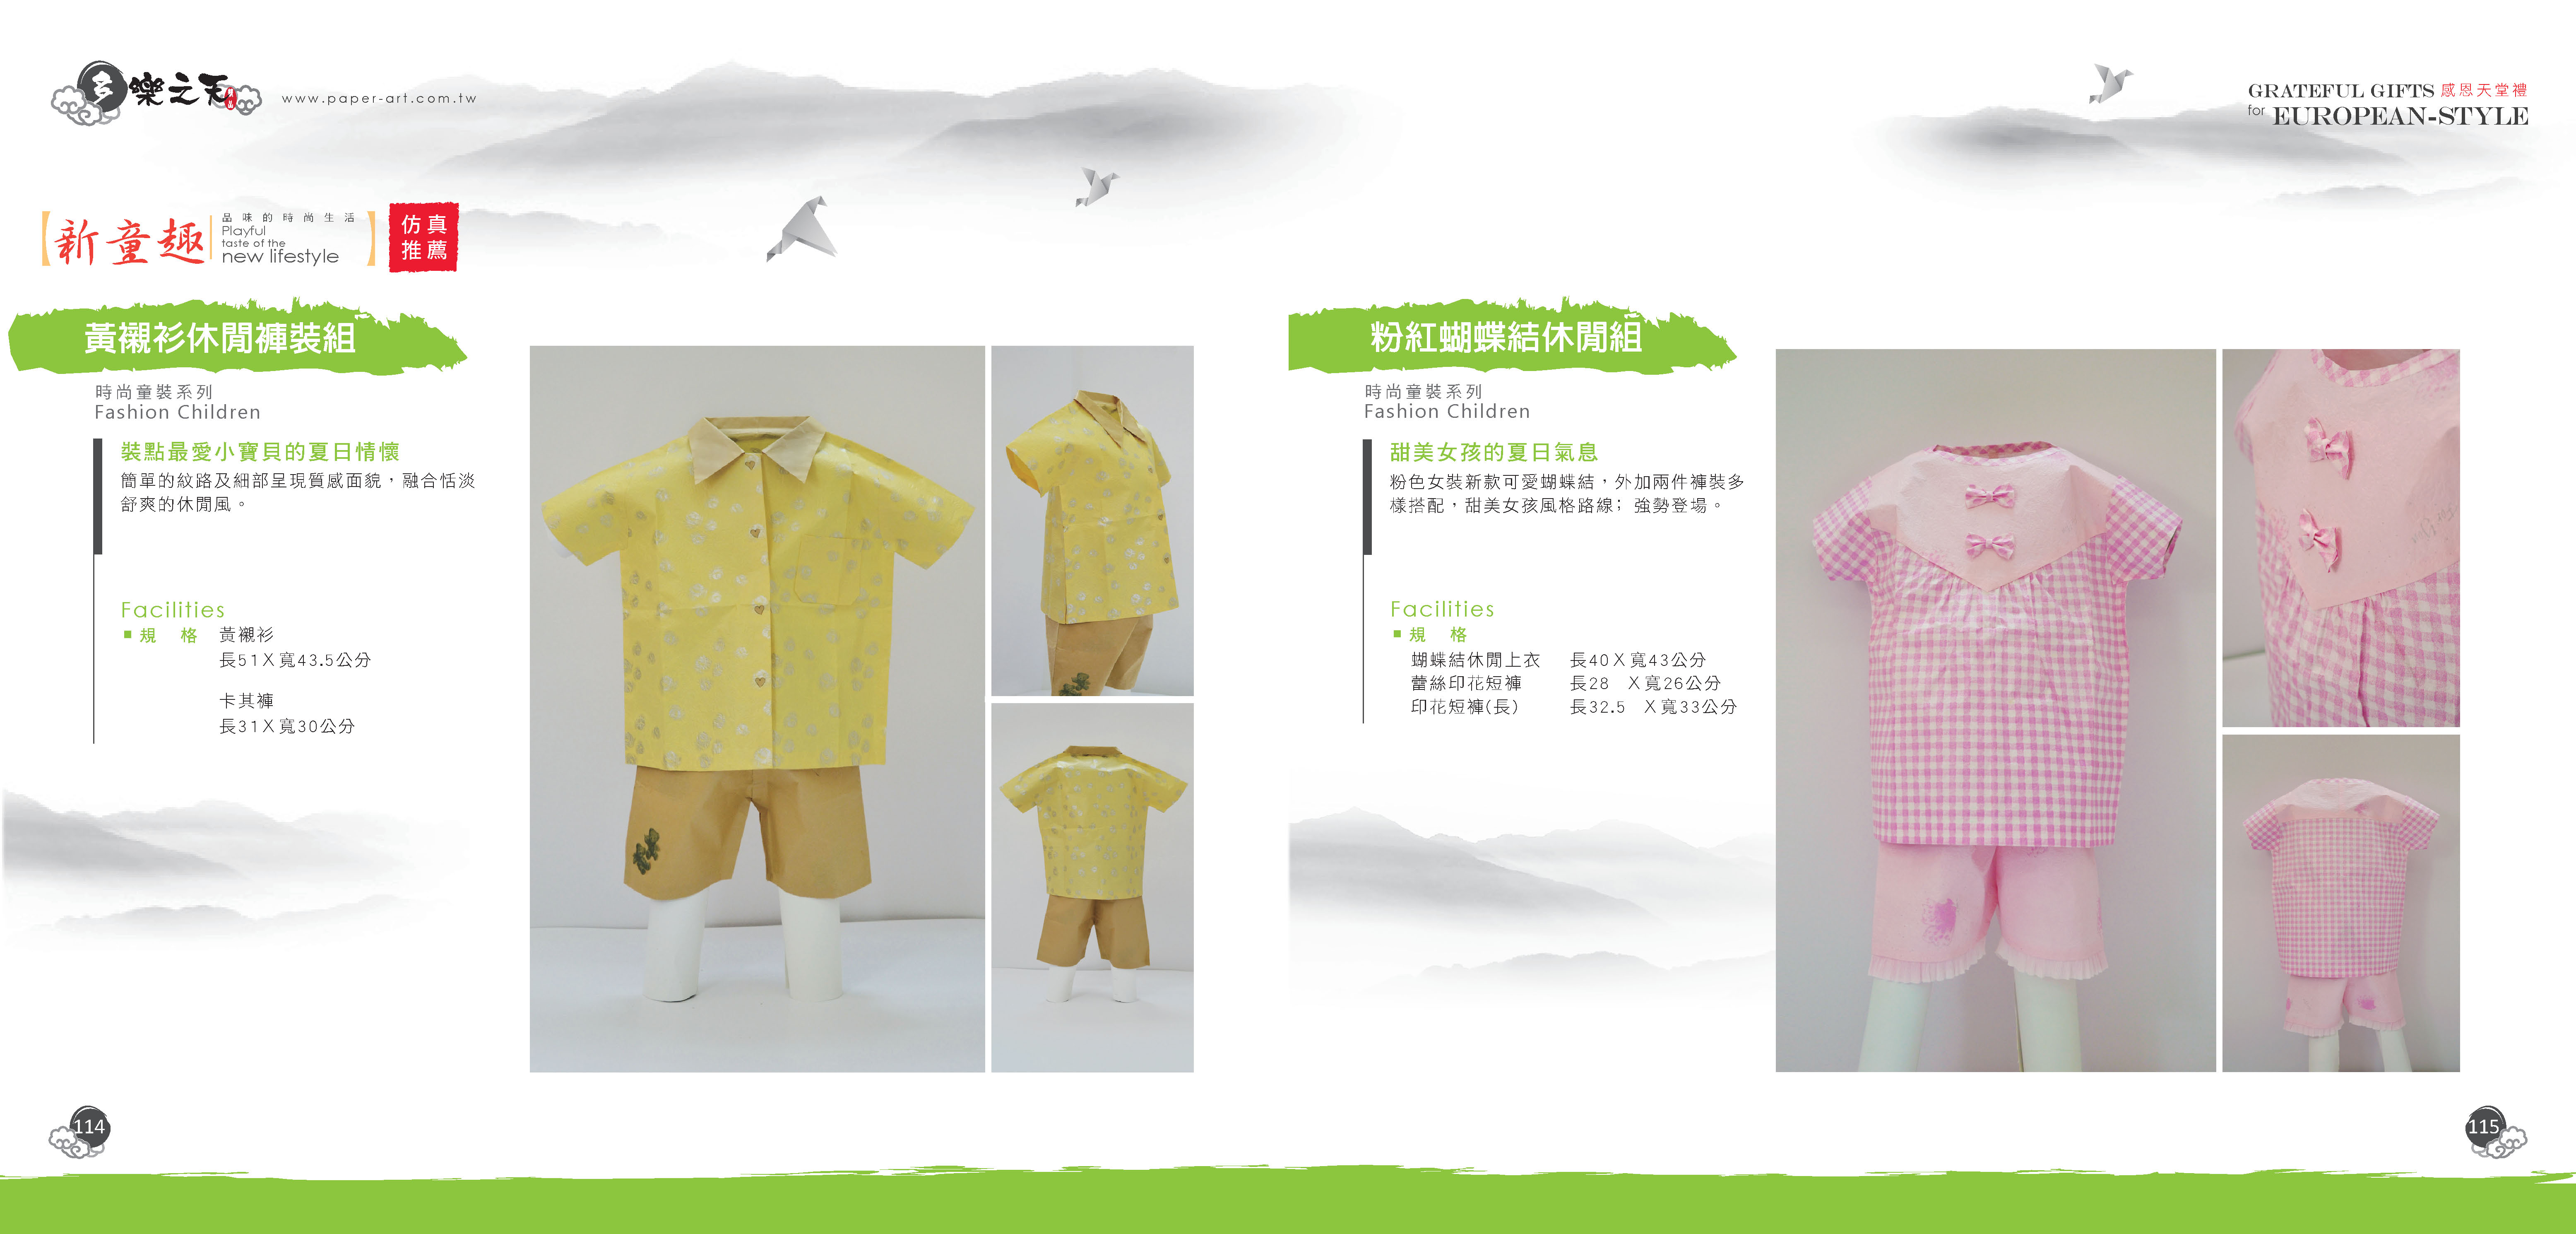 多樂之天
www.paper-art.com.tw
新童趣
品味的時尚生活
Playful
taste of the
new lifestyle
仿真
推薦
黃襯衫休閒褲裝組
時尚童裝系列
Fashion Children
裝點最愛小寶貝的夏日情懷
簡單的紋路及細部呈現質感面貌，融合恬淡
舒爽的休閒風。
Facilities
■規 格 黃襯衫
長51X寬43.5公分
卡其褲
長31X寬30公分
114
GRATEFUL GIFTS 感恩天堂禮
for EUROPEAN-STYLE
粉紅蝴蝶結休閒組
時尚童裝系列
Fashion Children
甜美女孩的夏日氣息
粉色女裝新款可愛蝴蝶結，外加兩件褲裝多
樣搭配，甜美女孩風格路線；強勢登場。
Facilities
■規 格
蝴蝶結休閒上衣 長40X寬43公分
蕾絲印花短褲 長28 X寬26公分
印花短褲(長) 長32.5 X寬33公分
115